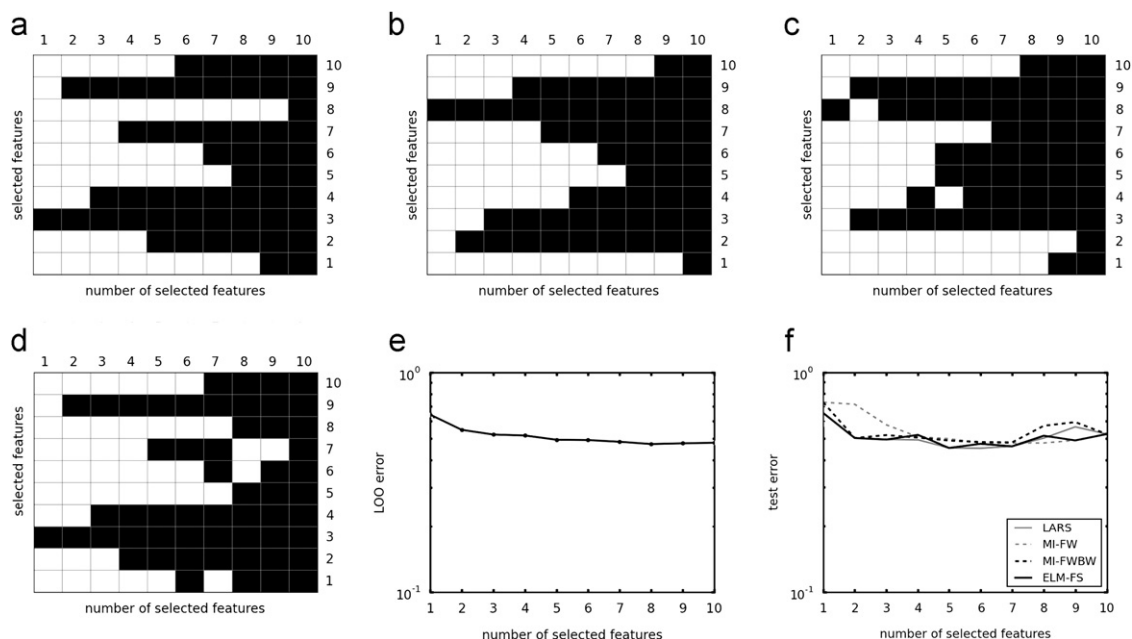 a
1 2 3 4 5 6 7 8 9 10
selected features
10
9
8
7
6
5
4
3
2
1
number of selected features
b
1 2 3 4 5 6 7 8 9 10
selected features
10
9
8
7
6
5
4
3
2
1
number of selected features
c
1 2 3 4 5 6 7 8 9 10
selected features
10
9
8
7
6
5
4
3
2
1
number of selected features
d
1 2 3 4 5 6 7 8 9 10
selected features
10
9
8
7
6
5
4
3
2
1
number of selected features
e
10^0
LOO error
10^-1
1 2 3 4 5 6 7 8 9 10
number of selected features
f
10^0
test error
10^-1
LARS
MI-FW
MI-FWBW
ELM-FS
1 2 3 4 5 6 7 8 9 10
number of selected features